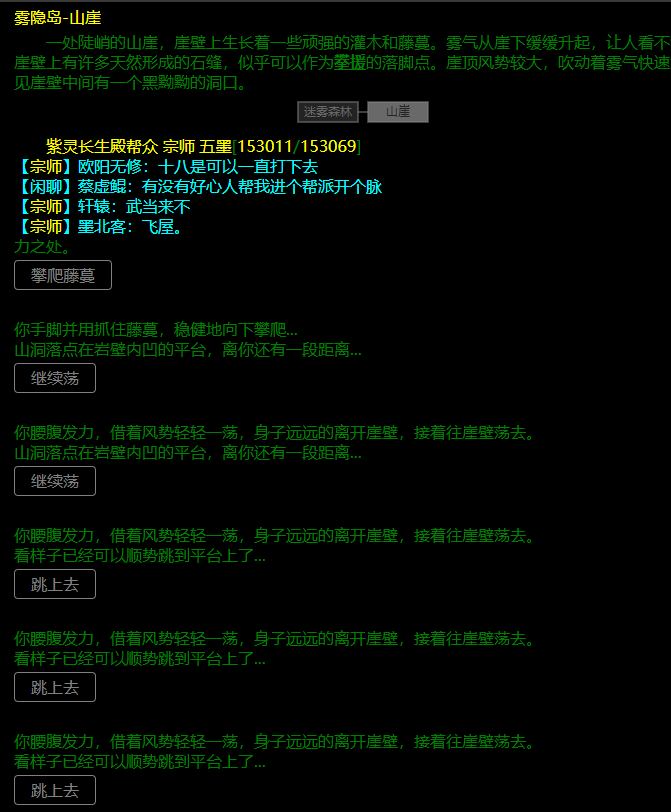 雾隐岛-山崖
一处陡峭的山崖，崖壁上生长着一些顽强的灌木和藤蔓。雾气从崖下缓缓升起，让人看不
崖壁上有许多天然形成的石缝，似乎可以作为攀援的落脚点。崖顶风势较大，吹动着雾气快速
见崖壁中间有一个黑黝黝的洞口。
迷雾森林 山崖
紫灵长生殿帮众 宗师 五墨[153011/153069]
【宗师】欧阳无修：十八是可以一直打下去
【闲聊】蔡虚鲲：有没有好心人帮我进个帮派开个脉
【宗师】轩辕：武当来不
【宗师】墨北客：飞屋。
力之处。
攀爬藤蔓
你手脚并用抓住藤蔓，稳健地向下攀爬...
山洞落点在岩壁内凹的平台，离你还有一段距离...
继续荡
你腰腹发力，借着风势轻轻一荡，身子远远的离开崖壁，接着往崖壁荡去。
山洞落点在岩壁内凹的平台，离你还有一段距离...
继续荡
你腰腹发力，借着风势轻轻一荡，身子远远的离开崖壁，接着往崖壁荡去。
看样子已经可以顺势跳到平台上了...
跳上去
你腰腹发力，借着风势轻轻一荡，身子远远的离开崖壁，接着往崖壁荡去。
看样子已经可以顺势跳到平台上了...
跳上去
你腰腹发力，借着风势轻轻一荡，身子远远的离开崖壁，接着往崖壁荡去。
看样子已经可以顺势跳到平台上了...
跳上去